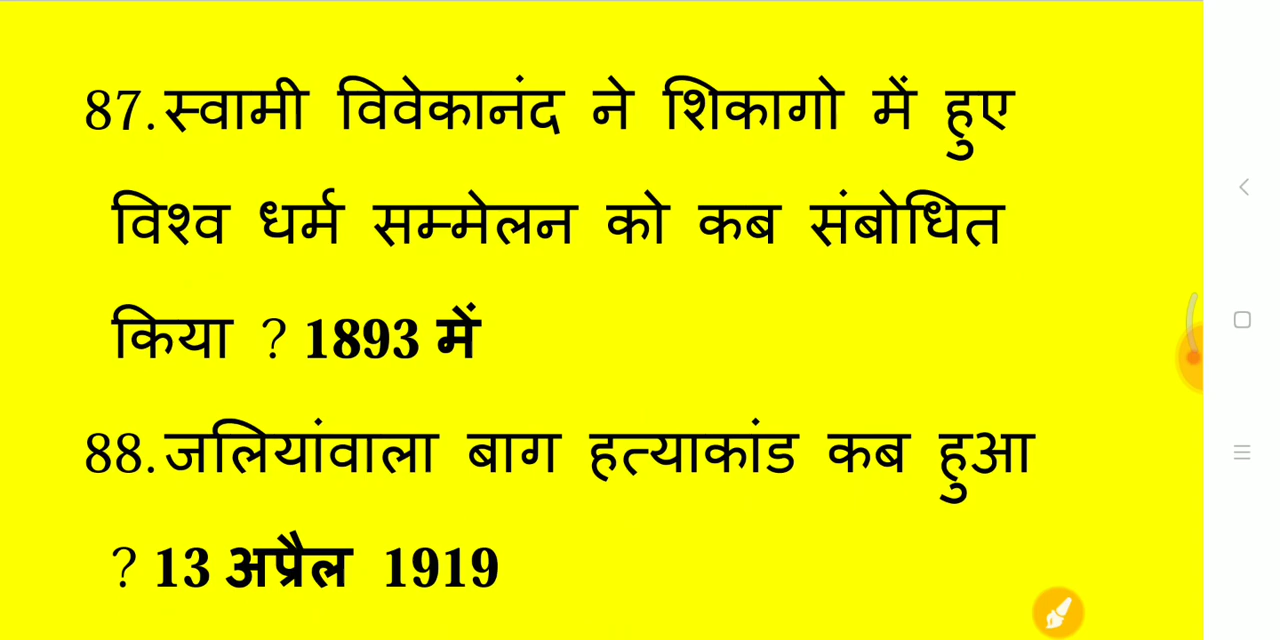 87. स्वामी विवेकानंद ने शिकागो में हुए
विश्व धर्म सम्मेलन को कब संबोधित
किया ? 1893 में
88. जलियांवाला बाग हत्याकांड कब हुआ
? 13 अप्रैल 1919